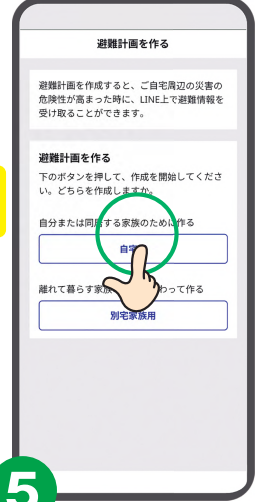 避難計画を作る
避難計画を作成すると、ご自宅周辺の災害の
危険性が高まった時に、LINE上で避難情報を
受け取ることができます。
避難計画を作る
下のボタンを押して、作成を開始してくださ
い。どちらを作成しますか。
自分または同居する家族のために作る
自宅
離れて暮らす家族 わって作る
別宅家族用
5